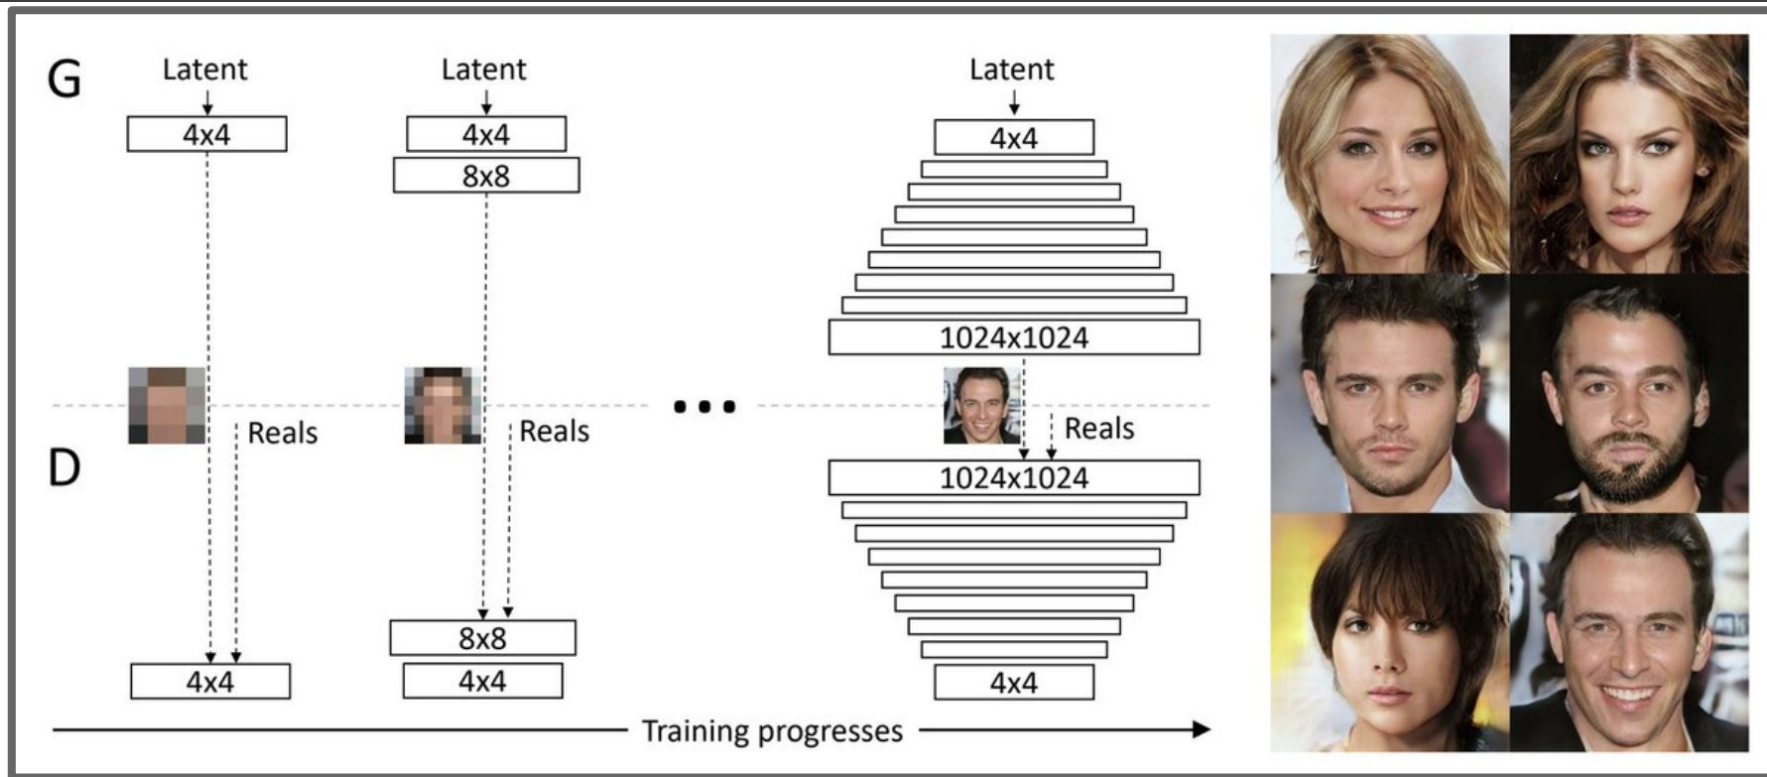 G
Latent
Latent
Latent
4x4
4x4
4x4
8x8
1024x1024
Reals
Reals
Reals
D
1024x1024
8x8
4x4
4x4
4x4
Training progresses